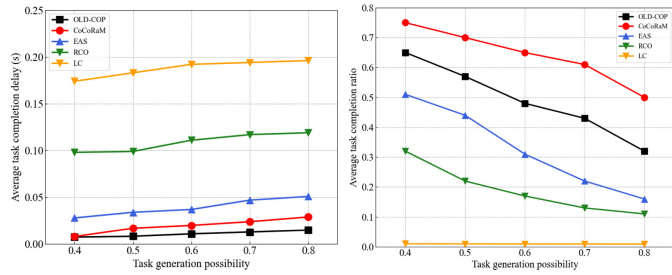 OLD-COP
CoCoRaM
EAS
RCO
LC
0.25
0.20
0.15
0.10
0.05
0.00
Average task completion delay (s)
0.4 0.5 0.6 0.7 0.8
Task generation possibility
OLD-COP
CoCoRaM
EAS
RCO
LC
0.8
0.7
0.6
0.5
0.4
0.3
0.2
0.1
0.0
Average task completion ratio
0.4 0.5 0.6 0.7 0.8
Task generation possibility